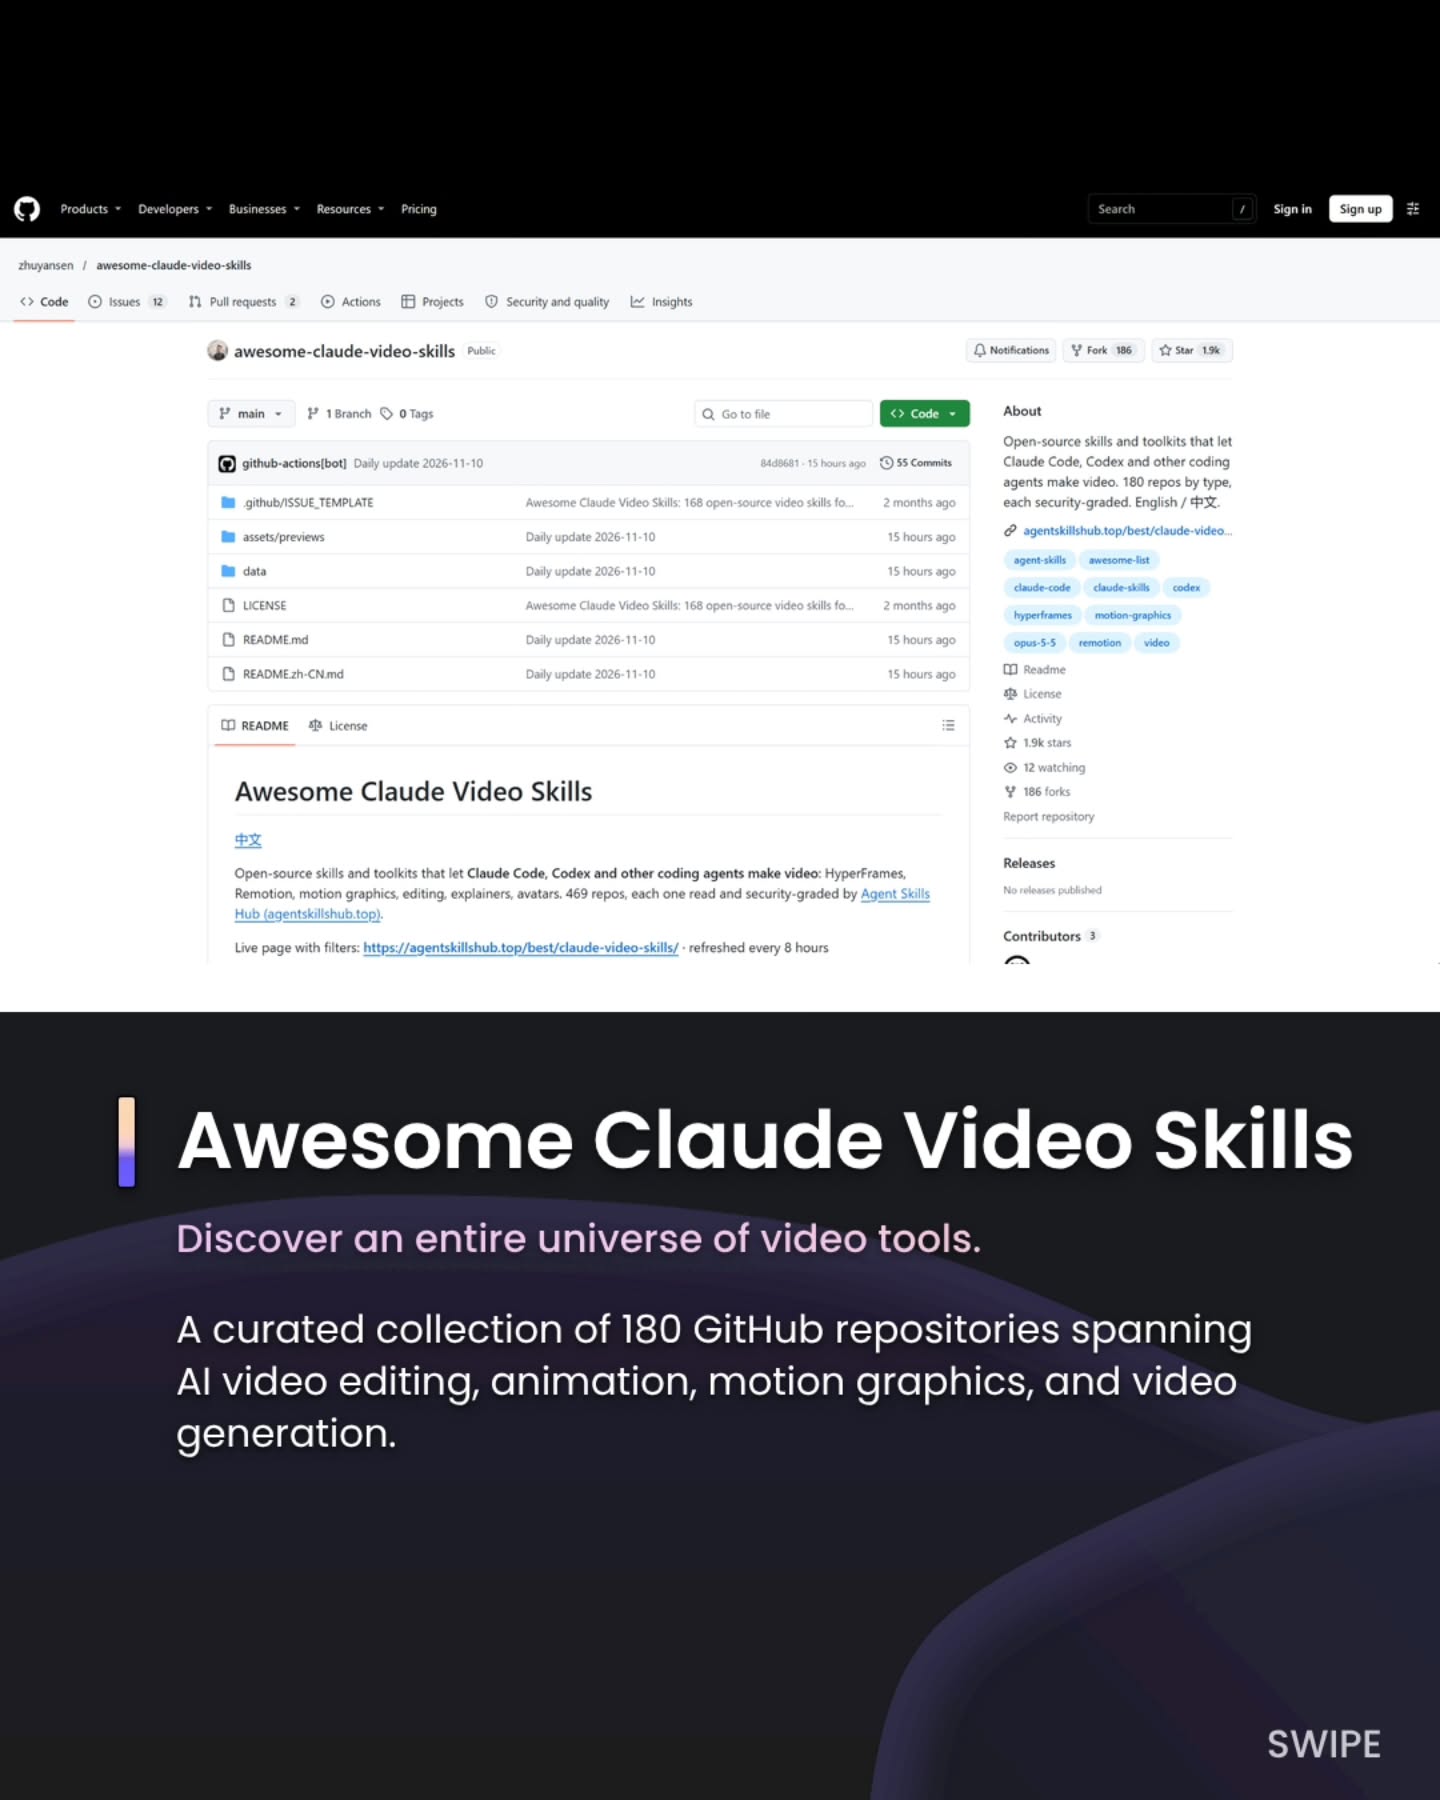 Products Developers Businesses Resources Pricing Search / Sign in Sign up
zhuyansen / awesome-claude-video-skills
Code Issues 12 Pull requests 2 Actions Projects Security and quality Insights
awesome-claude-video-skills Public Notifications Fork 186 Star 1.9k
main 1 Branch 0 Tags Go to file Code
github-actions[bot] Daily update 2026-11-10 84d8681 · 15 hours ago 55 Commits
.github/ISSUE_TEMPLATE Awesome Claude Video Skills: 168 open-source video skills fo... 2 months ago
assets/previews Daily update 2026-11-10 15 hours ago
data Daily update 2026-11-10 15 hours ago
LICENSE Awesome Claude Video Skills: 168 open-source video skills fo... 2 months ago
README.md Daily update 2026-11-10 15 hours ago
README.zh-CN.md Daily update 2026-11-10 15 hours ago
README License
Awesome Claude Video Skills
中文
Open-source skills and toolkits that let Claude Code, Codex and other coding agents make video: HyperFrames,
Remotion, motion graphics, editing, explainers, avatars. 469 repos, each one read and security-graded by Agent Skills
Hub (agentskillshub.top).
Live page with filters: https://agentskillshub.top/best/claude-video-skills/ · refreshed every 8 hours
About
Open-source skills and toolkits that let
Claude Code, Codex and other coding
agents make video. 180 repos by type,
each security-graded. English / 中文.
agentskillshub.top/best/claude-video...
agent-skills awesome-list
claude-code claude-skills codex
hyperframes motion-graphics
opus-5-5 remotion video
Readme
License
Activity
1.9k stars
12 watching
186 forks
Report repository
Releases
No releases published
Contributors 3
Awesome Claude Video Skills
Discover an entire universe of video tools.
A curated collection of 180 GitHub repositories spanning
AI video editing, animation, motion graphics, and video
generation.
SWIPE